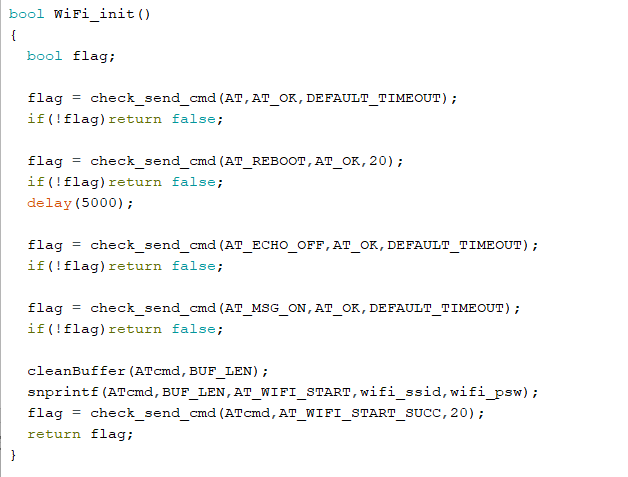 bool WiFi_init()
{
  bool flag;

  flag = check_send_cmd(AT,AT_OK,DEFAULT_TIMEOUT);
  if(!flag)return false;

  flag = check_send_cmd(AT_REBOOT,AT_OK,20);
  if(!flag)return false;
  delay(5000);

  flag = check_send_cmd(AT_ECHO_OFF,AT_OK,DEFAULT_TIMEOUT);
  if(!flag)return false;

  flag = check_send_cmd(AT_MSG_ON,AT_OK,DEFAULT_TIMEOUT);
  if(!flag)return false;

  cleanBuffer(ATcmd,BUF_LEN);
  snprintf(ATcmd,BUF_LEN,AT_WIFI_START,wifi_ssid,wifi_psw);
  flag = check_send_cmd(ATcmd,AT_WIFI_START_SUCC,20);
  return flag;
}